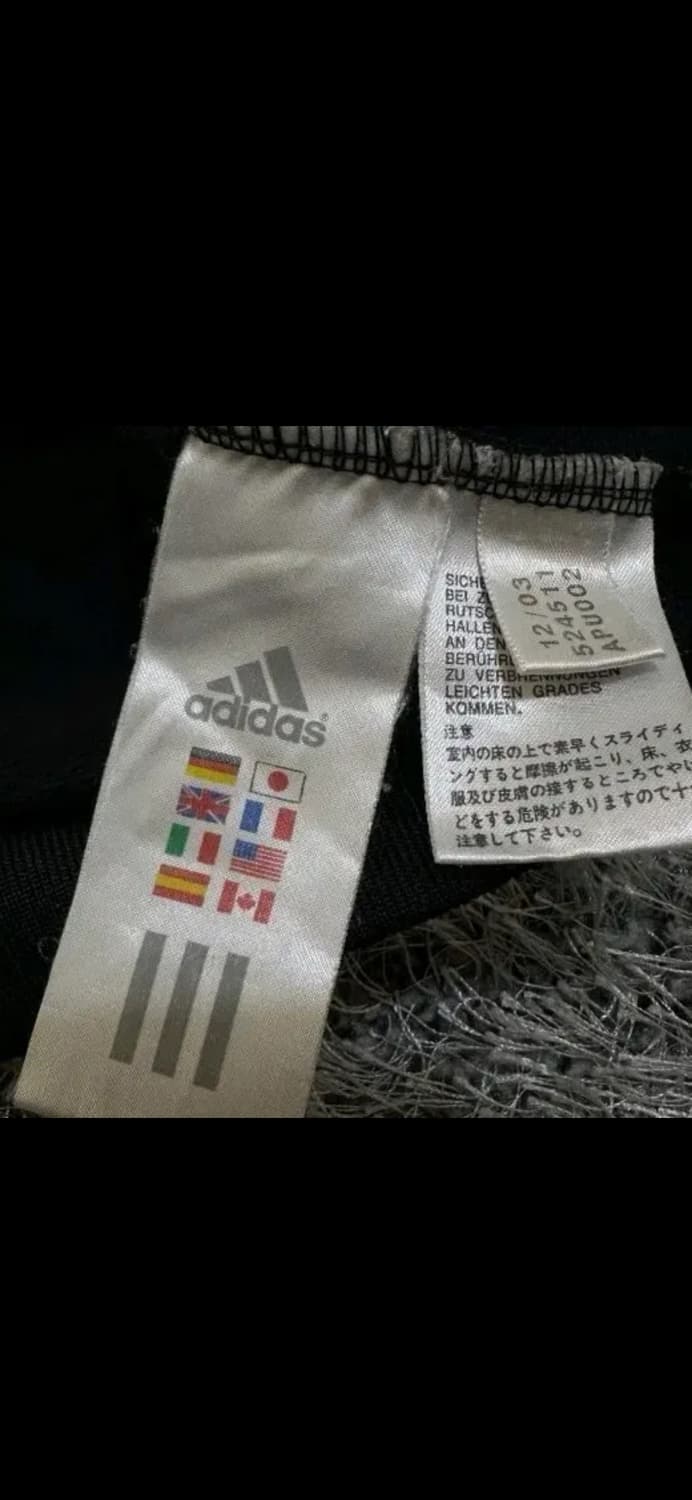 adidas®
12/03
524511
APU002
SICHE
BEI Z
RUTSC
HALLEN
AN DEN
BERÜHRU
ZU VERBRENNUNGEN
LEICHTEN GRADES
KOMMEN.
注意
室内の床の上で素早くスライディ
ングすると摩擦が起こり、床、衣
服及び皮膚の接するところでやけ
どをする危険がありますので十分
注意して下さい。